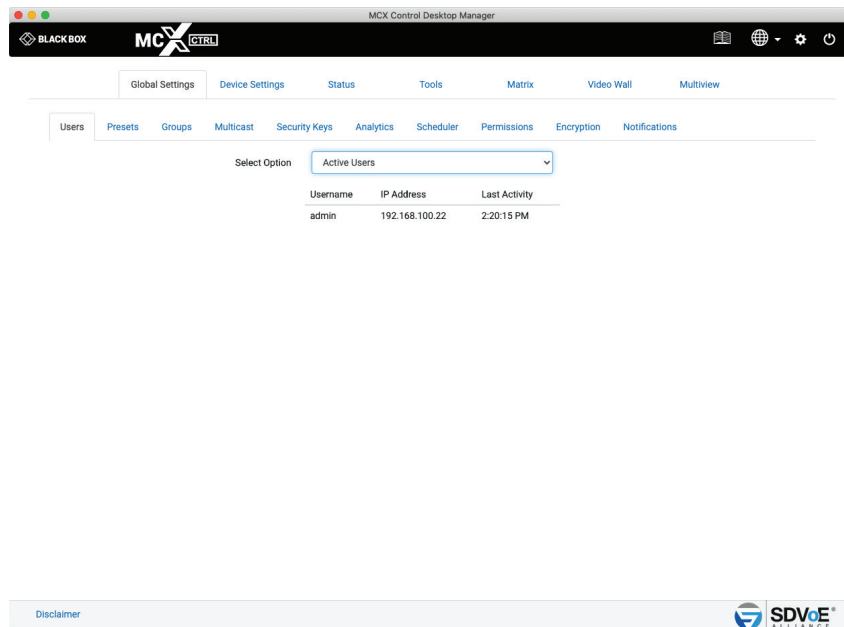 MCX Control Desktop Manager
BLACK BOX MCX CTRL
Global Settings Device Settings Status Tools Matrix Video Wall Multiview
Users Presets Groups Multicast Security Keys Analytics Scheduler Permissions Encryption Notifications
Select Option Active Users
Username IP Address Last Activity
admin 192.168.100.22 2:20:15 PM
Disclaimer SDVoE
ALLIANCE